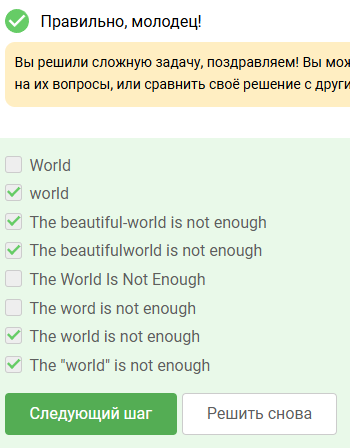 Правильно, молодец!
Вы решили сложную задачу, поздравляем! Вы мож
на их вопросы, или сравнить своё решение с други
World
world
The beautiful-world is not enough
The beautifulworld is not enough
The World Is Not Enough
The word is not enough
The world is not enough
The "world" is not enough
Следующий шаг
Решить снова